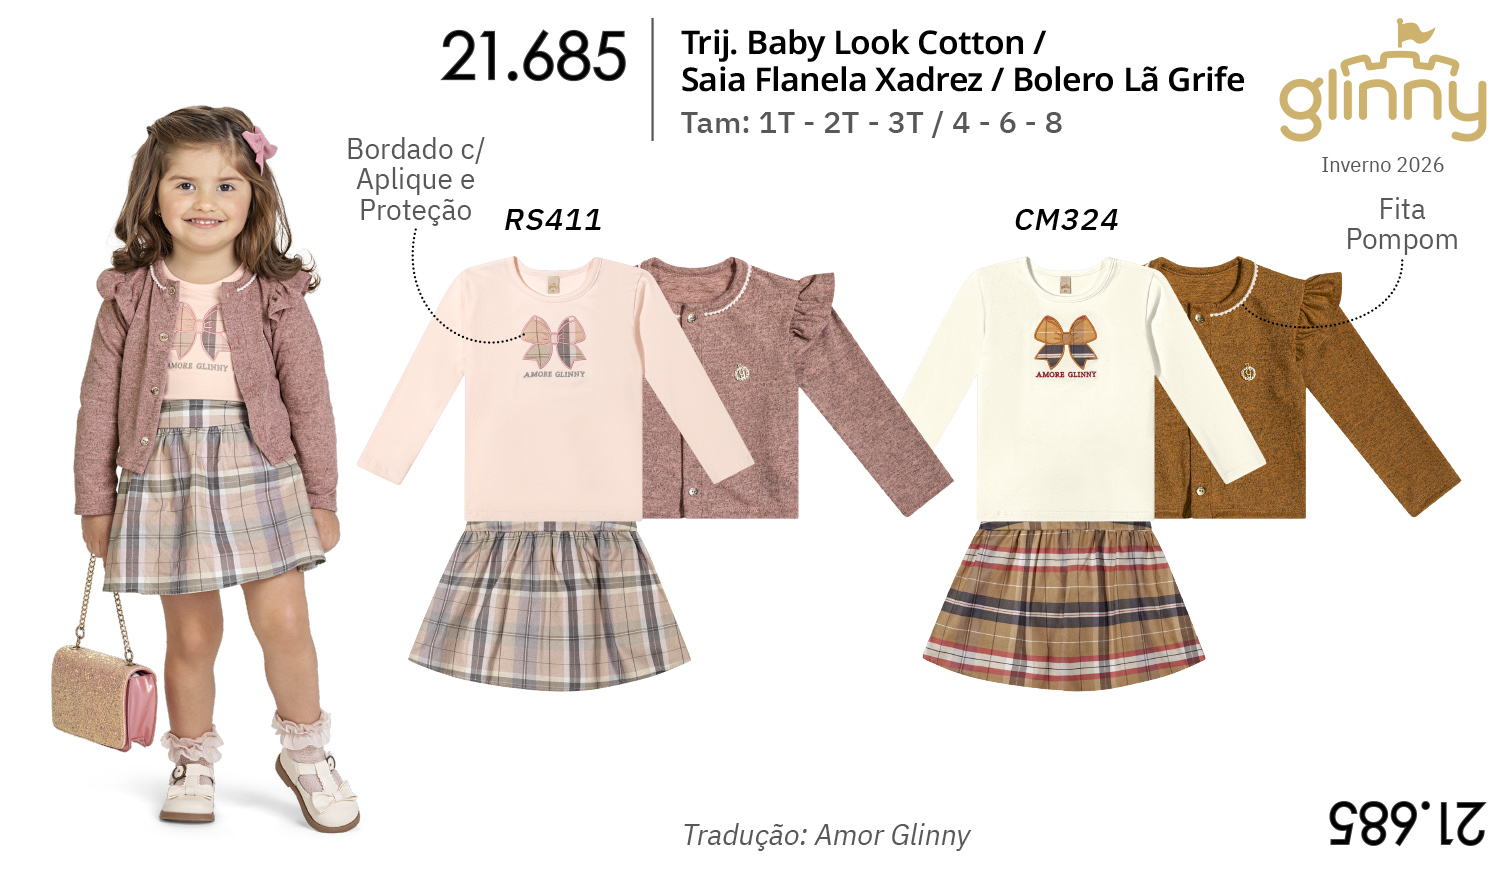 21.685
Trij. Baby Look Cotton /
Saia Flanela Xadrez / Bolero Lã Grife
Tam: 1T - 2T - 3T / 4 - 6 - 8
glinny
Inverno 2026
Bordado c/
Aplique e
Proteção
RS411
CM324
Fita
Pompom
AMORE GLINNY
AMORE GLINNY
AMORE GLINNY
Tradução: Amor Glinny
21.685